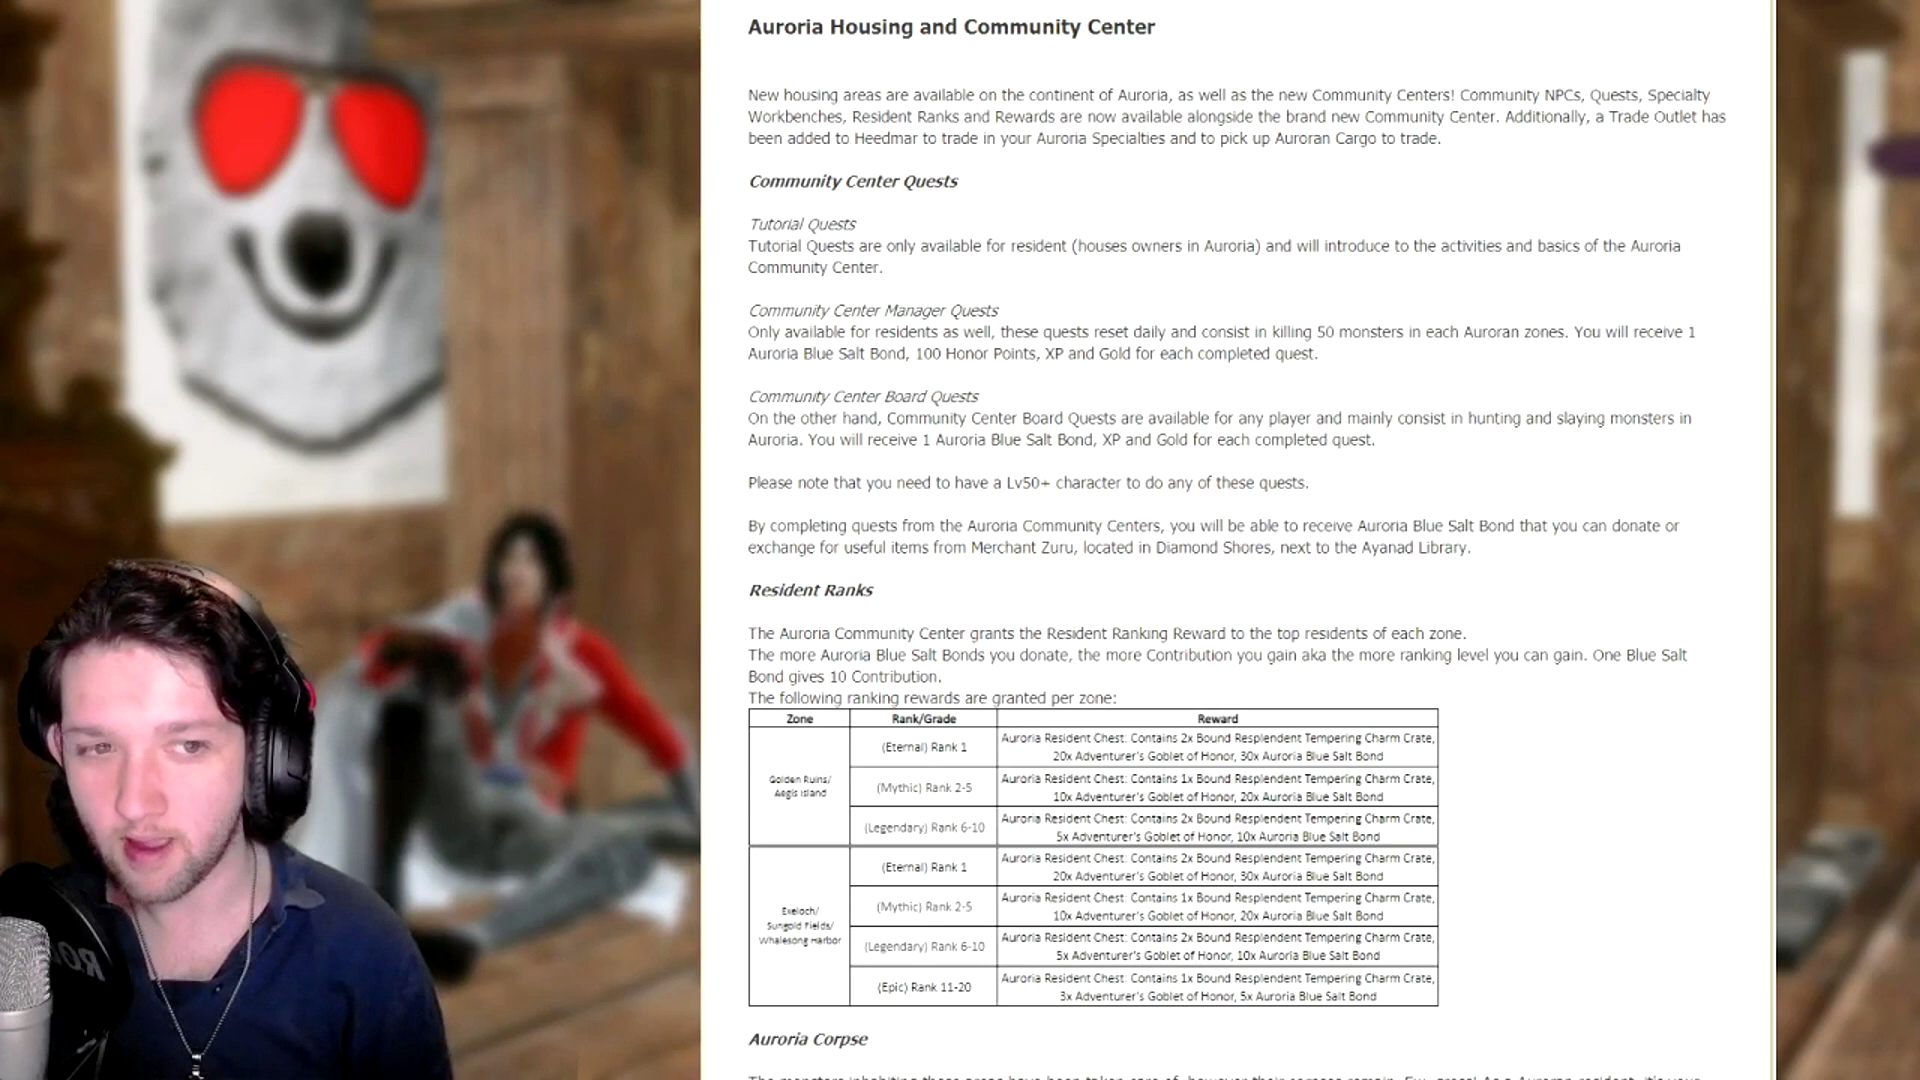 Auroria Housing and Community Center
New housing areas are available on the continent of Auroria, as well as the new Community Centers! Community NPCs, Quests, Specialty
Workbenches, Resident Ranks and Rewards are now available alongside the brand new Community Center. Additionally, a Trade Outlet has
been added to Heedmar to trade in your Auroria Specialties and to pick up Auroran Cargo to trade.
Community Center Quests
Tutorial Quests
Tutorial Quests are only available for resident (houses owners in Auroria) and will introduce to the activities and basics of the Auroria
Community Center.
Community Center Manager Quests
Only available for residents as well, these quests reset daily and consist in killing 50 monsters in each Auroran zones. You will receive 1
Auroria Blue Salt Bond, 100 Honor Points, XP and Gold for each completed quest.
Community Center Board Quests
On the other hand, Community Center Board Quests are available for any player and mainly consist in hunting and slaying monsters in
Auroria. You will receive 1 Auroria Blue Salt Bond, XP and Gold for each completed quest.
Please note that you need to have a Lv50+ character to do any of these quests.
By completing quests from the Auroria Community Centers, you will be able to receive Auroria Blue Salt Bond that you can donate or
exchange for useful items from Merchant Zuru, located in Diamond Shores, next to the Ayanad Library.
Resident Ranks
The Auroria Community Center grants the Resident Ranking Reward to the top residents of each zone.
The more Auroria Blue Salt Bonds you donate, the more Contribution you gain aka the more ranking level you can gain. One Blue Salt
Bond gives 10 Contribution.
The following ranking rewards are granted per zone:
Zone Rank/Grade Reward
Golden Ruins/
Aegis Island
(Eternal) Rank 1
Auroria Resident Chest: Contains 2x Bound Resplendent Tempering Charm Crate,
20x Adventurer's Goblet of Honor, 30x Auroria Blue Salt Bond
(Mythic) Rank 2-5
Auroria Resident Chest: Contains 1x Bound Resplendent Tempering Charm Crate,
10x Adventurer's Goblet of Honor, 20x Auroria Blue Salt Bond
(Legendary) Rank 6-10
Auroria Resident Chest: Contains 2x Bound Resplendent Tempering Charm Crate,
5x Adventurer's Goblet of Honor, 10x Auroria Blue Salt Bond
Exeloch/
Sungold Fields/
Whalesong Harbor
(Eternal) Rank 1
Auroria Resident Chest: Contains 2x Bound Resplendent Tempering Charm Crate,
20x Adventurer's Goblet of Honor, 30x Auroria Blue Salt Bond
(Mythic) Rank 2-5
Auroria Resident Chest: Contains 1x Bound Resplendent Tempering Charm Crate,
10x Adventurer's Goblet of Honor, 20x Auroria Blue Salt Bond
(Legendary) Rank 6-10
Auroria Resident Chest: Contains 2x Bound Resplendent Tempering Charm Crate,
5x Adventurer's Goblet of Honor, 10x Auroria Blue Salt Bond
(Epic) Rank 11-20
Auroria Resident Chest: Contains 1x Bound Resplendent Tempering Charm Crate,
3x Adventurer's Goblet of Honor, 5x Auroria Blue Salt Bond
Auroria Corpse